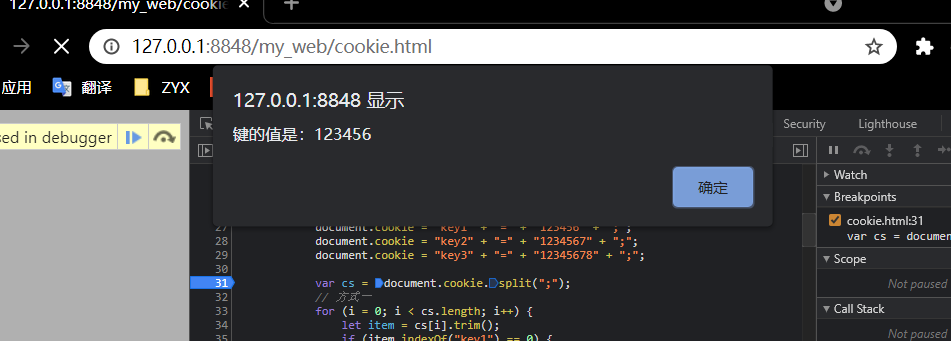 127.0.0.1:8848/my_web/cookie
127.0.0.1:8848/my_web/cookie.html
应用 翻译 ZYX
127.0.0.1:8848 显示
键的值是：123456
确定
sed in debugger
Security Lighthouse
Watch
Breakpoints
cookie.html:31
var cs = documen
Scope
Not paused
Call Stack
Not paused
27 document.cookie = "key1" + "=" + "123456" + ";";
28 document.cookie = "key2" + "=" + "1234567" + ";";
29 document.cookie = "key3" + "=" + "12345678" + ";";
30
31 var cs = document.cookie.split(";");
32 // 方式一
33 for (i = 0; i < cs.length; i++) {
34 let item = cs[i].trim();
35 if (item.indexOf("key1") == 0) {